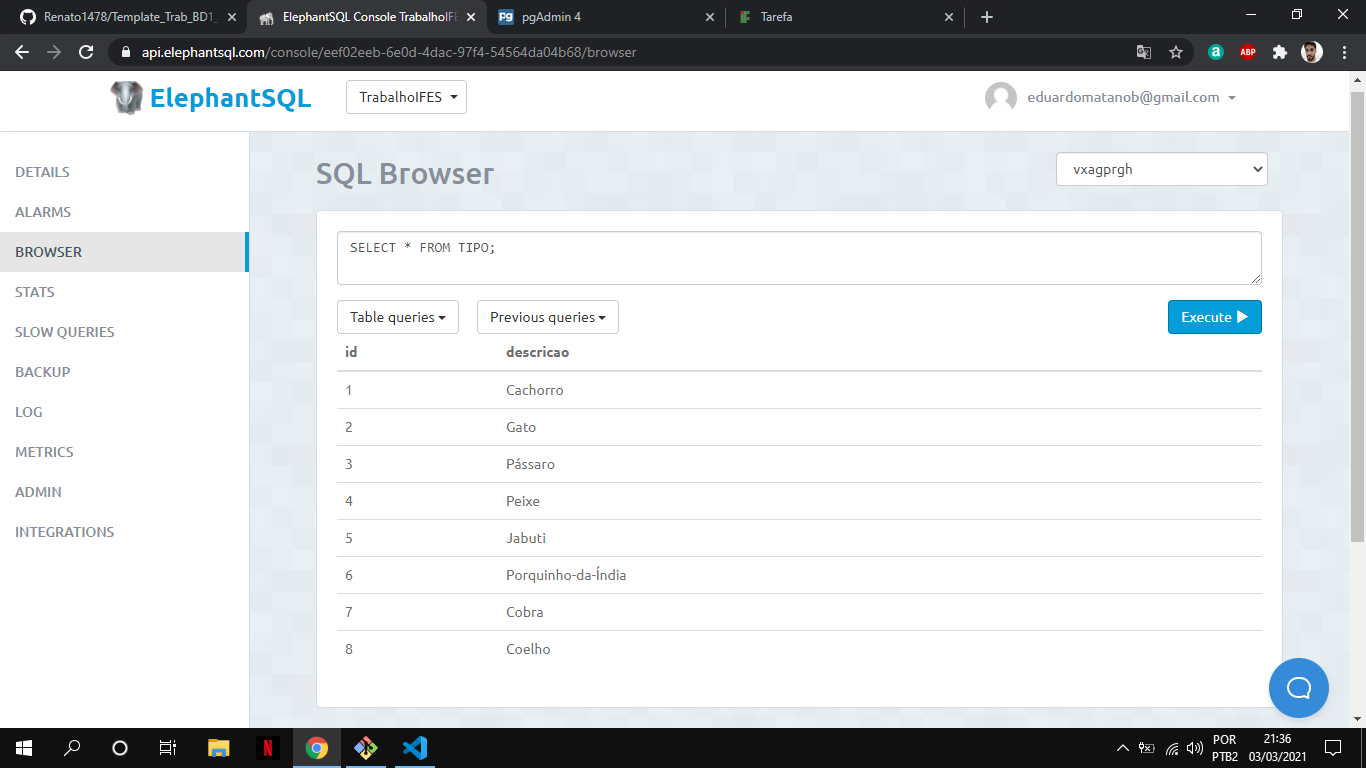 Renato1478/Template_Trab_BD1_
ElephantSQL Console TrabalhoIFE
pgAdmin 4
Tarefa
api.elephantsql.com/console/eef02eeb-6e0d-4dac-97f4-54564da04b68/browser
ElephantSQL
TrabalhoIFES
eduardomatanob@gmail.com
DETAILS
ALARMS
BROWSER
STATS
SLOW QUERIES
BACKUP
LOG
METRICS
ADMIN
INTEGRATIONS
SQL Browser
vxagprgh
SELECT * FROM TIPO;
Table queries
Previous queries
Execute
id descricao
1 Cachorro
2 Gato
3 Pássaro
4 Peixe
5 Jabuti
6 Porquinho-da-Índia
7 Cobra
8 Coelho
POR
PTB2
21:36
03/03/2021